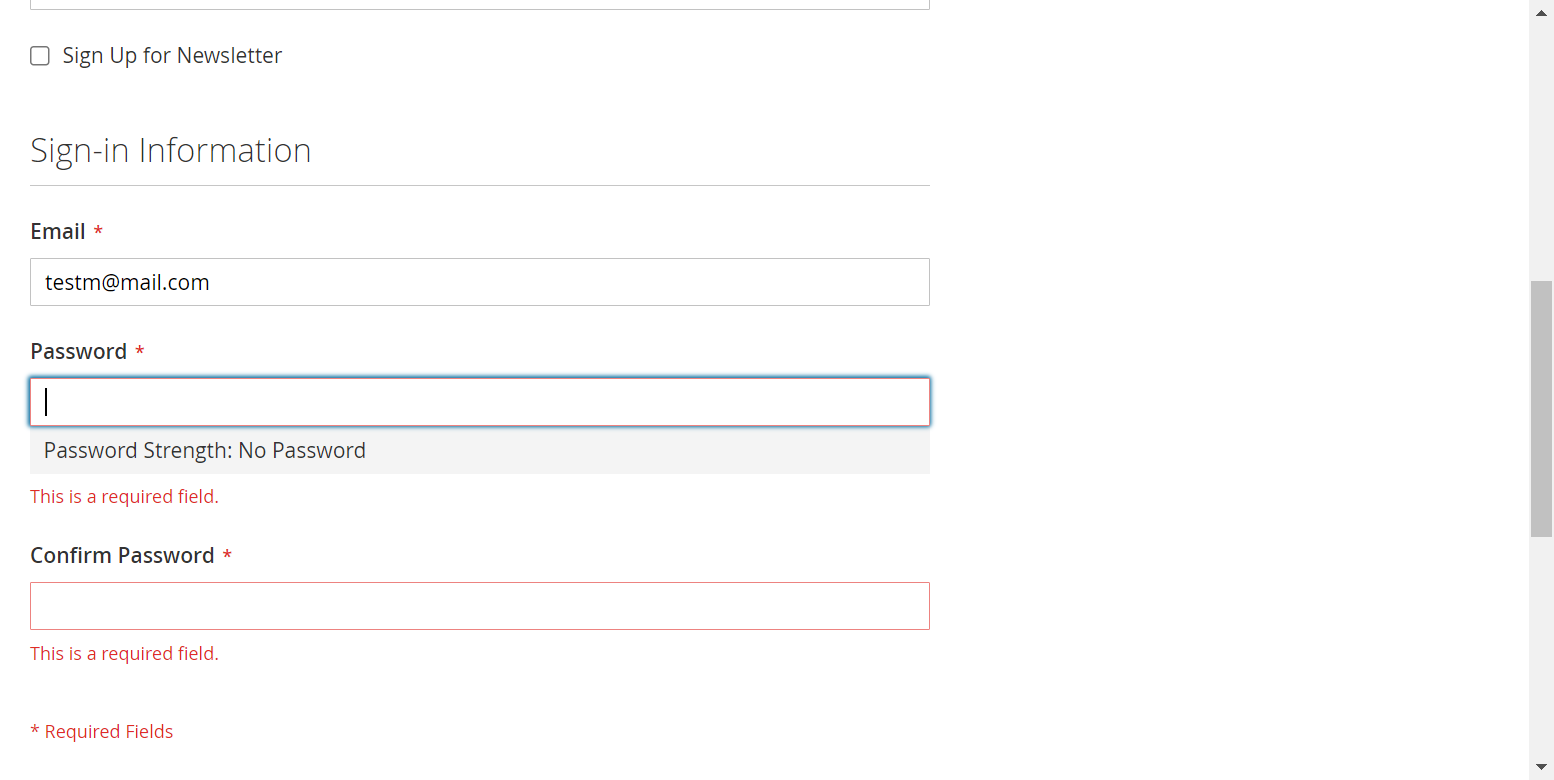 Sign Up for Newsletter
Sign-in Information
Email *
testm@mail.com
Password *
Password Strength: No Password
This is a required field.
Confirm Password *
This is a required field.
* Required Fields